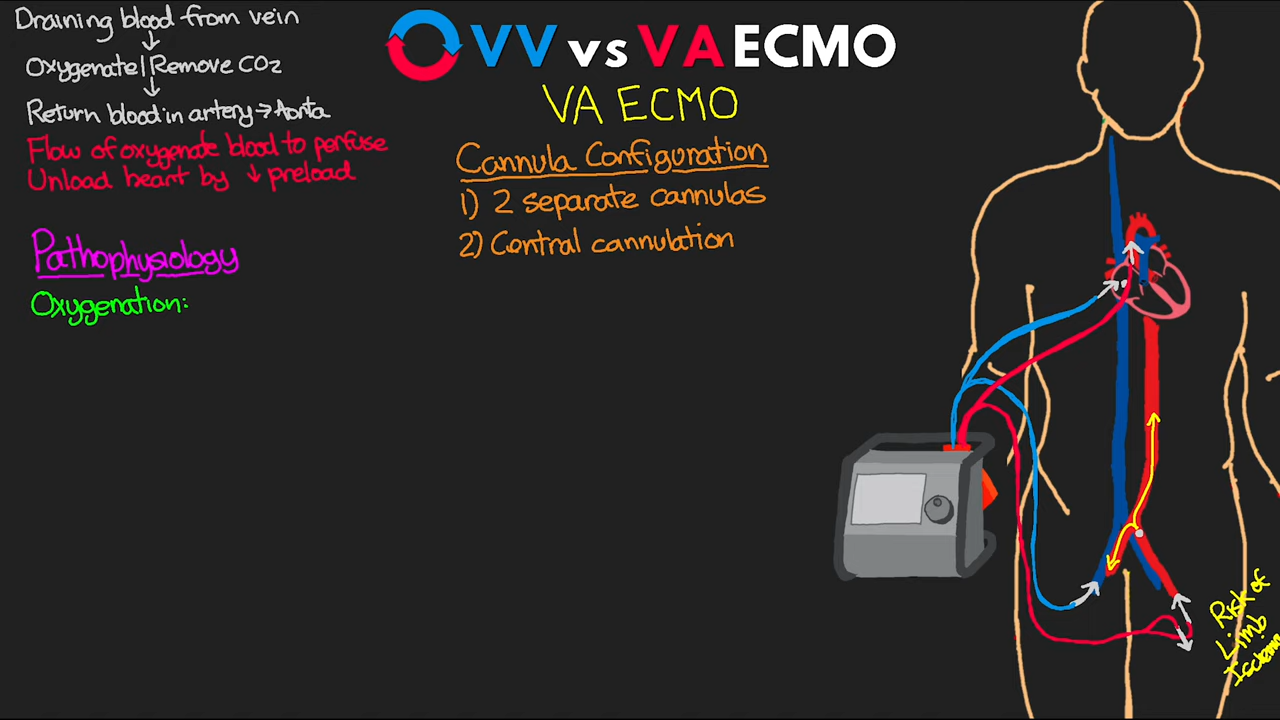 Draining blood from vein
Oxygenate/Remove CO2
Return blood in artery→Aorta
Flow of oxygenate blood to perfuse
Unload heart by ↓ preload
Pathophysiology
Oxygenation:
VV vs VA ECMO
VA ECMO
Cannula Configuration
1) 2 separate cannulas
2) Central cannulation
Risk of
Limb